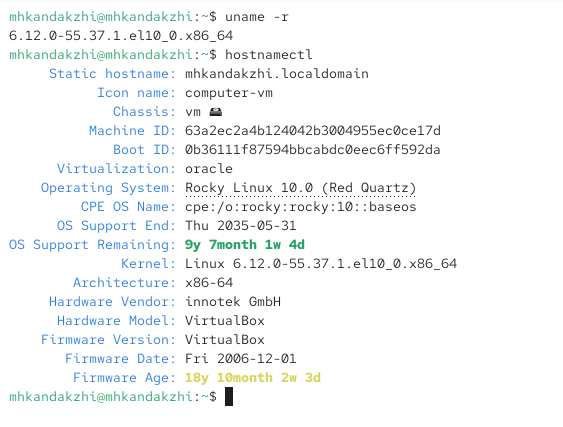 mhkandakzhi@mhkandakzhi:~$ uname -r
6.12.0-55.37.1.el10_0.x86_64
mhkandakzhi@mhkandakzhi:~$ hostnamectl
Static hostname: mhkandakzhi.localdomain
Icon name: computer-vm
Chassis: vm 🖴
Machine ID: 63a2ec2a4b124042b3004955ec0ce17d
Boot ID: 0b36111f87594bbcabdc0eec6ff592da
Virtualization: oracle
Operating System: Rocky Linux 10.0 (Red Quartz)
CPE OS Name: cpe:/o:rocky:rocky:10::baseos
OS Support End: Thu 2035-05-31
OS Support Remaining: 9y 7month 1w 4d
Kernel: Linux 6.12.0-55.37.1.el10_0.x86_64
Architecture: x86-64
Hardware Vendor: innotek GmbH
Hardware Model: VirtualBox
Firmware Version: VirtualBox
Firmware Date: Fri 2006-12-01
Firmware Age: 18y 10month 2w 3d
mhkandakzhi@mhkandakzhi:~$